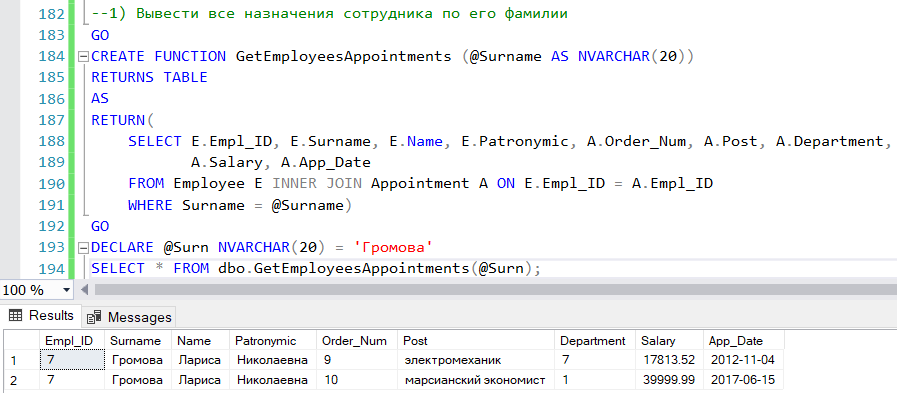 182 --1) Вывести все назначения сотрудника по его фамилии
183 GO
184 CREATE FUNCTION GetEmployeesAppointments (@Surname AS NVARCHAR(20))
185 RETURNS TABLE
186 AS
187 RETURN(
188 SELECT E.Empl_ID, E.Surname, E.Name, E.Patronymic, A.Order_Num, A.Post, A.Department,
189 A.Salary, A.App_Date
190 FROM Employee E INNER JOIN Appointment A ON E.Empl_ID = A.Empl_ID
191 WHERE Surname = @Surname)
192 GO
193 DECLARE @Surn NVARCHAR(20) = 'Громова'
194 SELECT * FROM dbo.GetEmployeesAppointments(@Surn);
100 %
Results Messages
Empl_ID Surname Name Patronymic Order_Num Post Department Salary App_Date
1 7 Громова Лариса Николаевна 9 электромеханик 7 17813.52 2012-11-04
2 7 Громова Лариса Николаевна 10 марсианский экономист 1 39999.99 2017-06-15